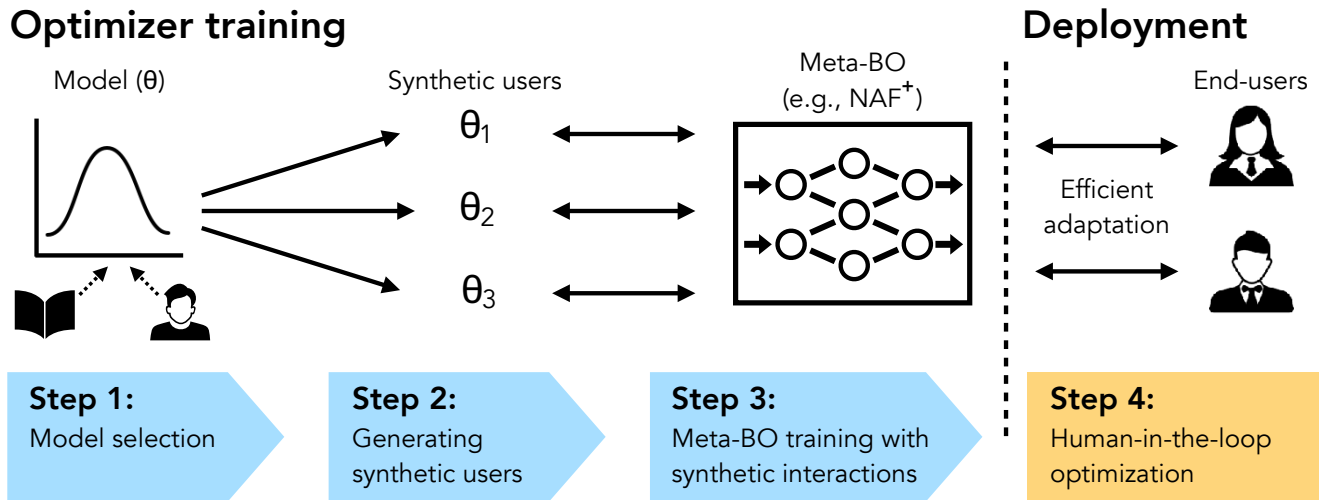 Optimizer training
Deployment
Model (θ)
Synthetic users
Meta-BO
(e.g., NAF⁺)
End-users
θ₁
θ₂
θ₃
Efficient
adaptation
Step 1:
Model selection
Step 2:
Generating
synthetic users
Step 3:
Meta-BO training with
synthetic interactions
Step 4:
Human-in-the-loop
optimization